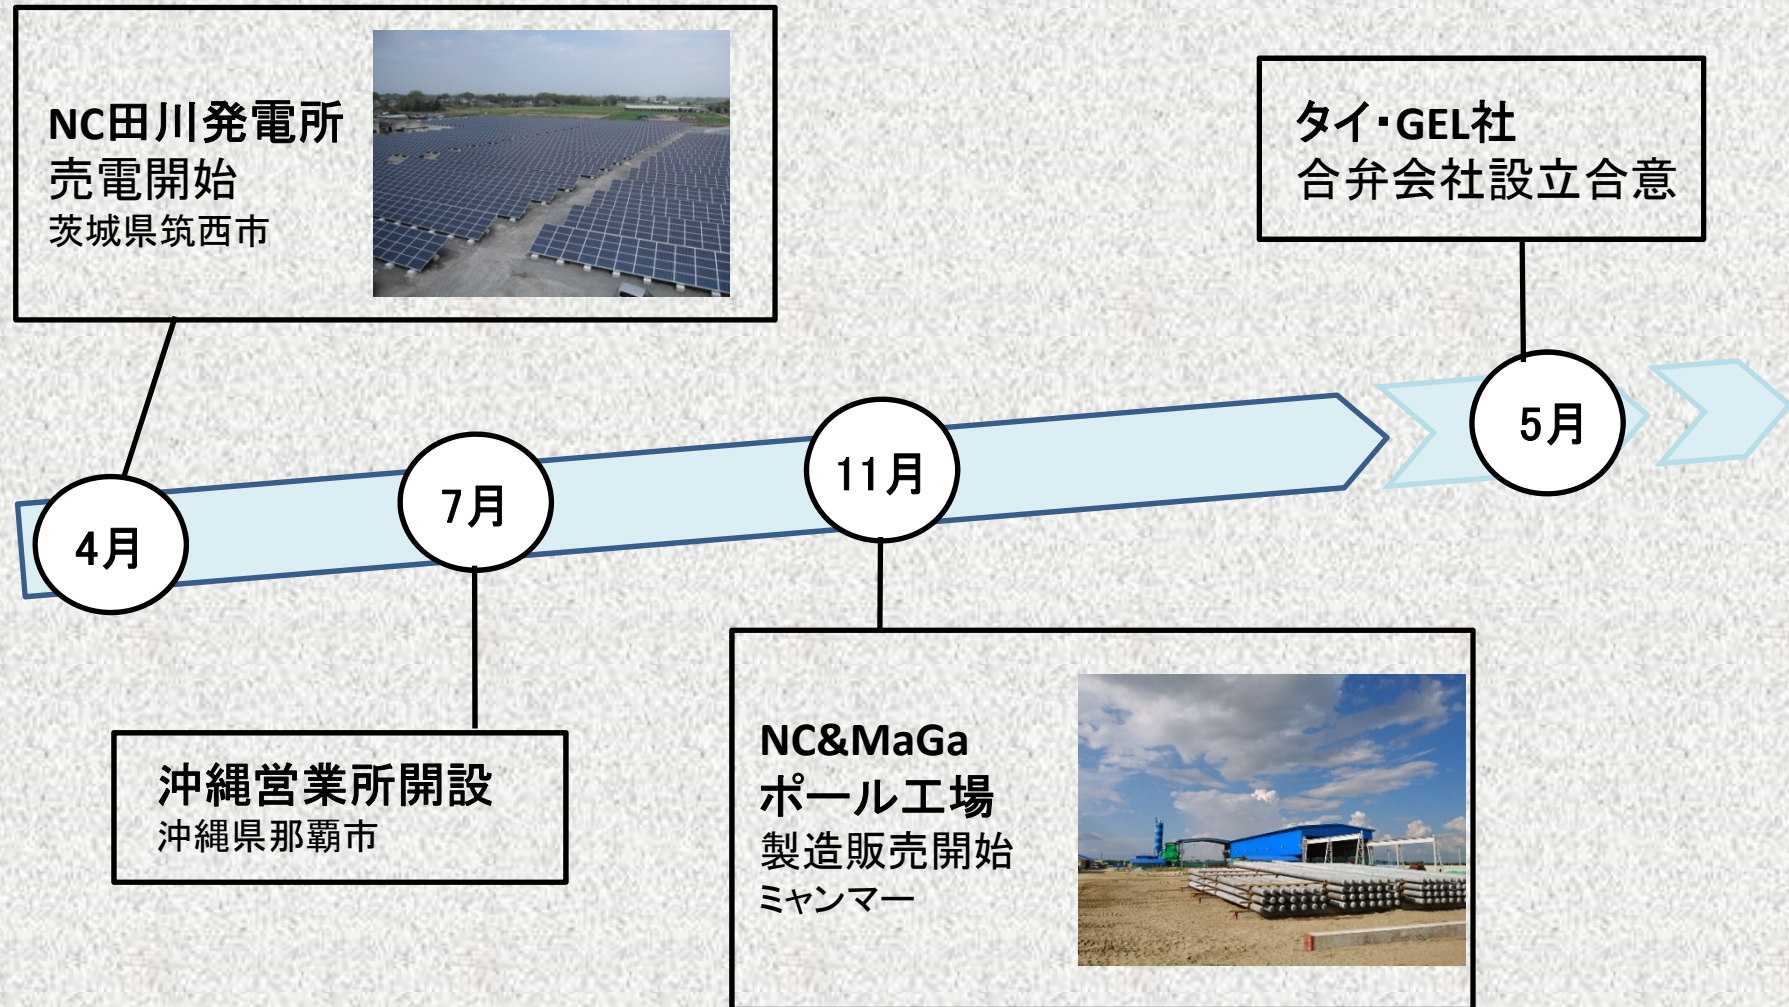 NC田川発電所
売電開始
茨城県筑西市
タイ・GEL社
合弁会社設立合意
4月
7月
11月
5月
沖縄営業所開設
沖縄県那覇市
NC&MaGa
ポール工場
製造販売開始
ミャンマー